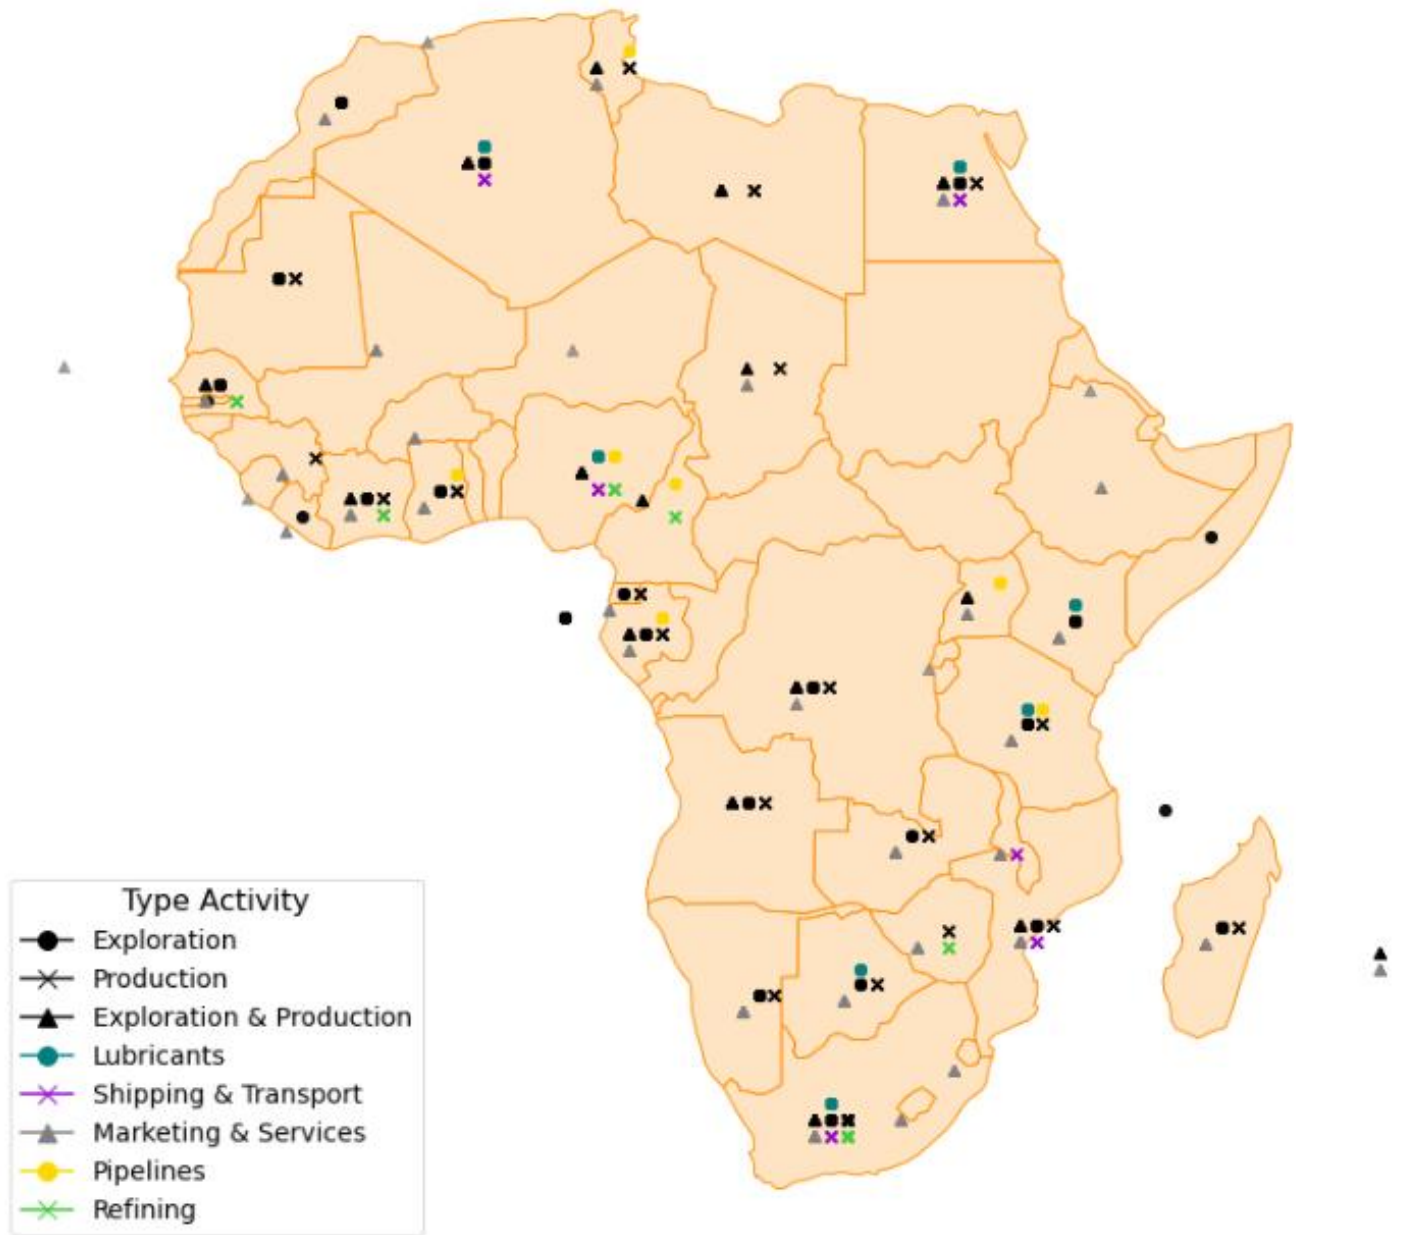 Type Activity
Exploration
Production
Exploration & Production
Lubricants
Shipping & Transport
Marketing & Services
Pipelines
Refining